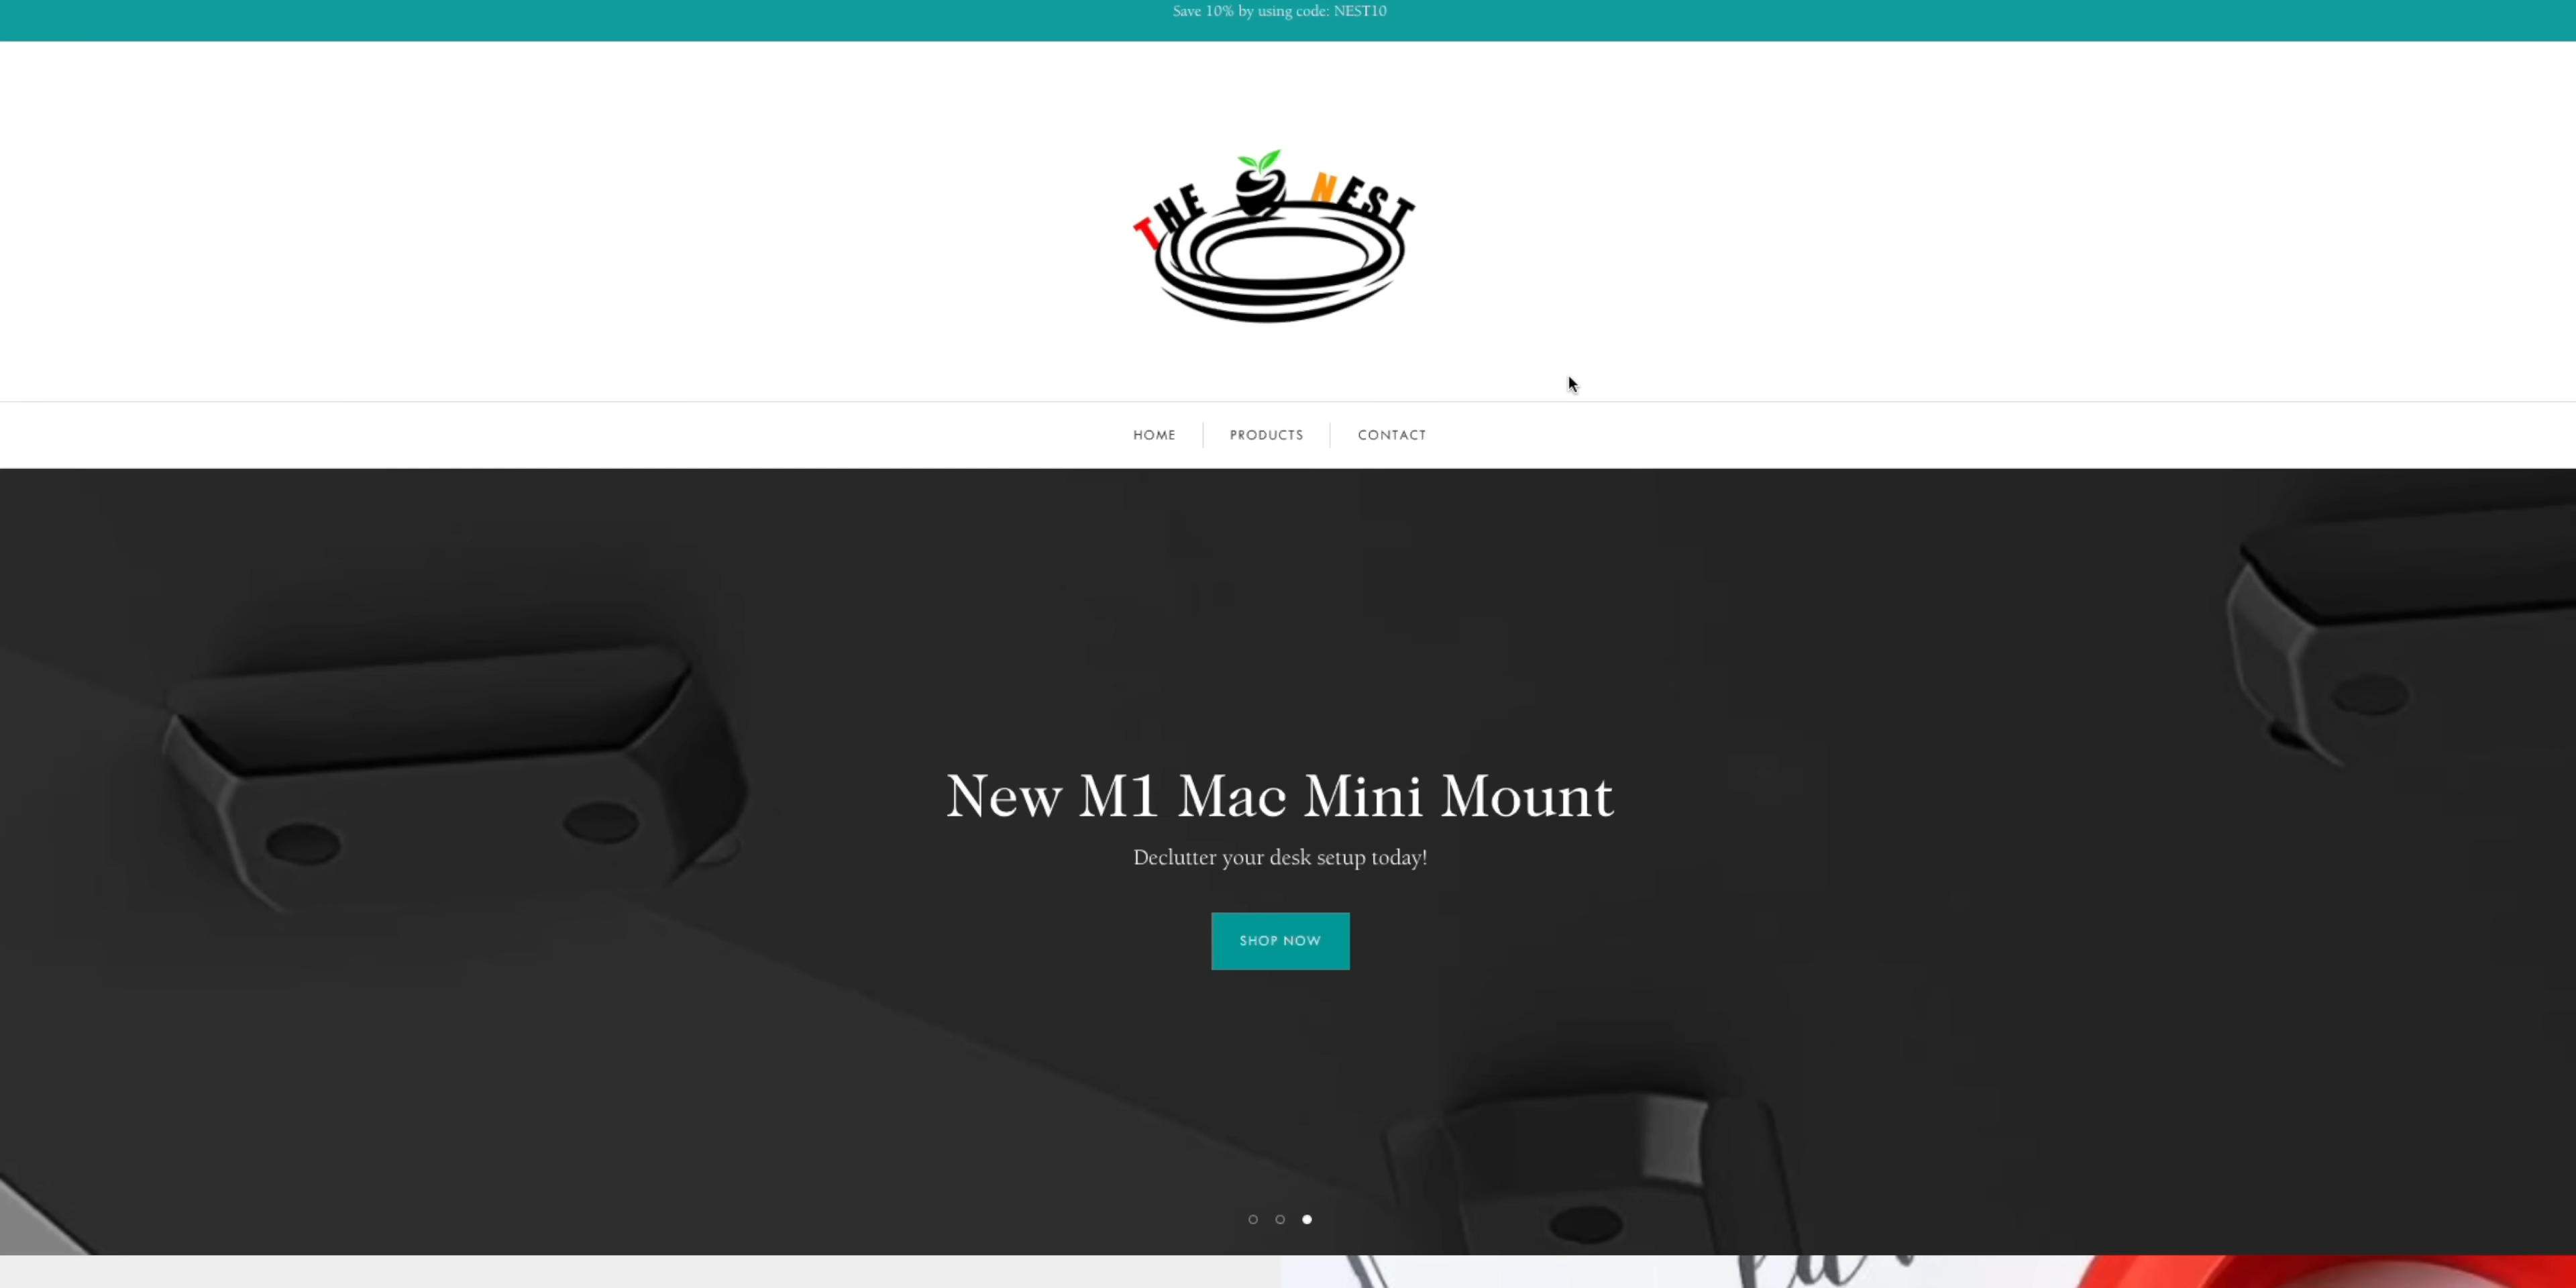 Save 10% by using code: NEST10
THE NEST
HOME
PRODUCTS
CONTACT
New M1 Mac Mini Mount
Declutter your desk setup today!
SHOP NOW